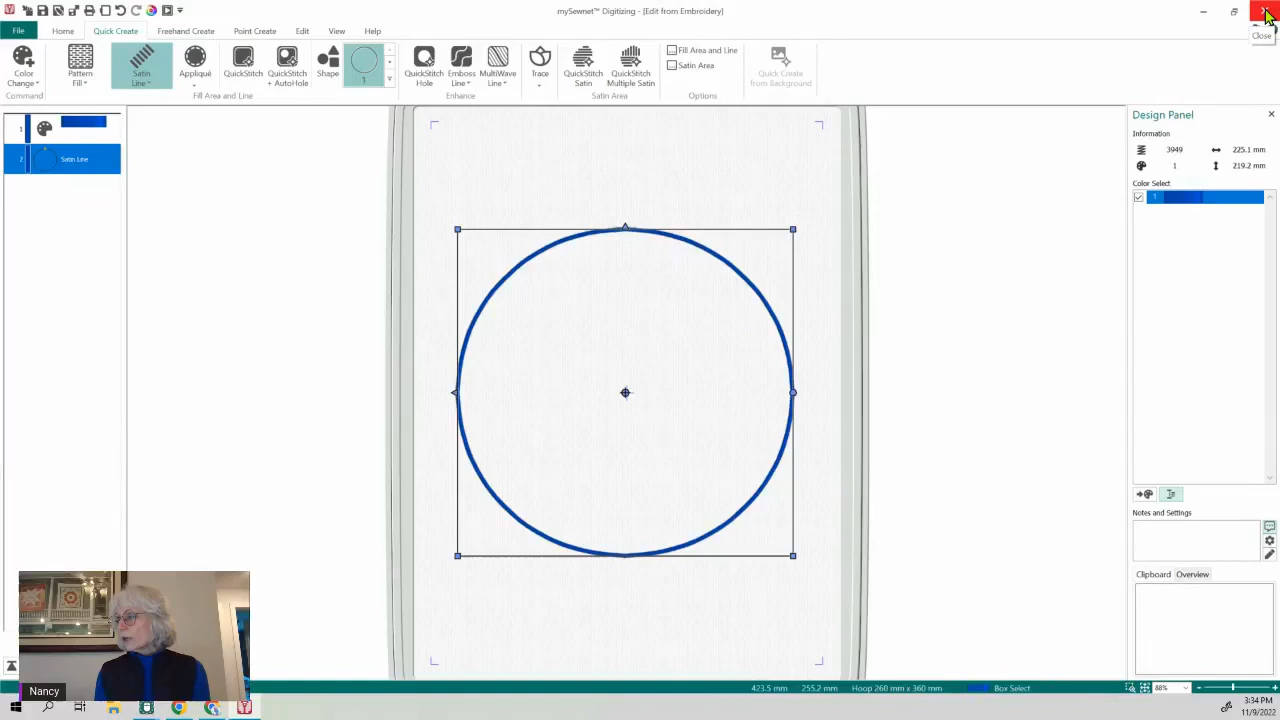 mySewnet™ Digitizing - [Edit from Embroidery]
Close
File Home Quick Create Freehand Create Point Create Edit View Help
Color Change
Command
Pattern Fill
Satin Line
Appliqué
QuickStitch
QuickStitch + AutoHole
Shape
1
Fill Area and Line
QuickStitch Hole
Emboss Line
MultiWave Line
Enhance
Trace
QuickStitch Satin
QuickStitch Multiple Satin
Satin Area
Fill Area and Line
Satin Area
Options
Quick Create from Background
1
2 Satin Line
Design Panel
Information
3949 225.1 mm
1 219.2 mm
Color Select
1
Notes and Settings
Clipboard Overview
Nancy
423.5 mm 255.2 mm Hoop 260 mm x 360 mm Box Select 88%
3:34 PM
11/9/2022